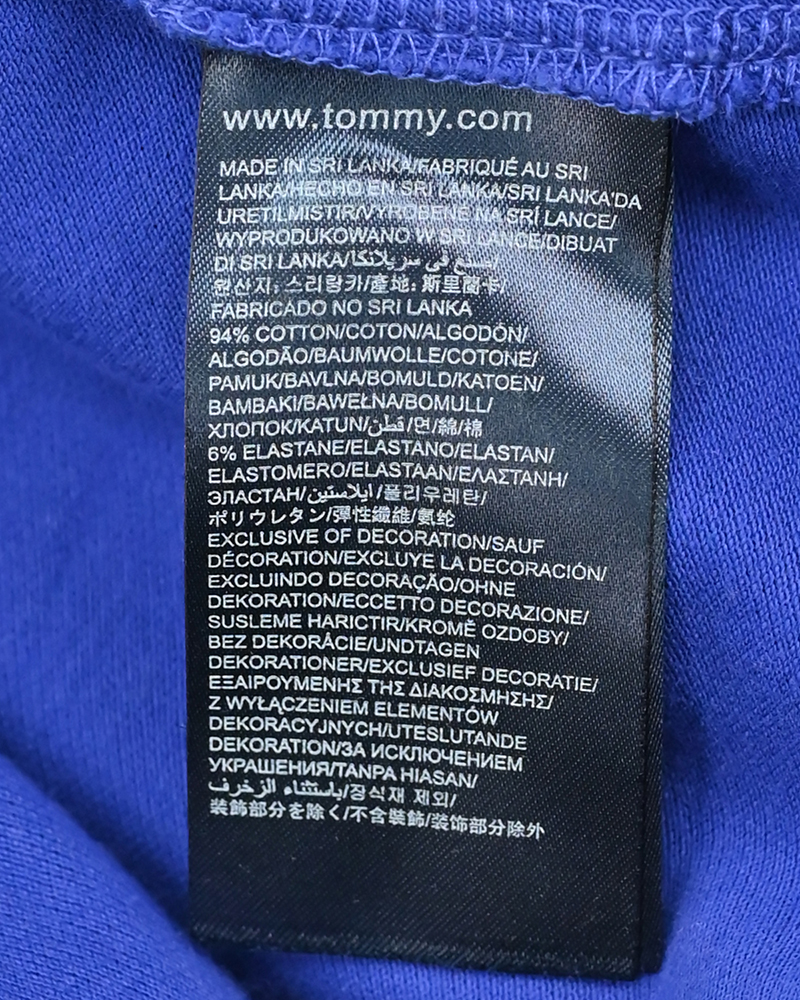 www.tommy.com
MADE IN SRI LANKA/FABRIQUÉ AU SRI
LANKA/HECHO EN SRI LANKA/SRI LANKA'DA
URETILMISTIR/VYROBENE NA SRÍ LANCE/
WYPRODUKOWANO W SRI LANCE/DIBUAT
DI SRI LANKA/صنع في سريلانكا/
원산지: 스리랑카/產地: 斯里蘭卡/
FABRICADO NO SRI LANKA
94% COTTON/COTON/ALGODÓN/
ALGODÃO/BAUMWOLLE/COTONE/
PAMUK/BAVLNA/BOMULD/KATOEN/
BAMBAKI/BAWEŁNA/BOMULL/
ХЛОПОК/KATUN/قطن/면/綿/棉
6% ELASTANE/ELASTANO/ELASTAN/
ELASTOMERO/ELASTAAN/ΕΛΑΣΤΑΝΗ/
ЭЛАСТАН/ايلاستين/폴리우레탄/
ポリウレタン/彈性纖維/氨纶
EXCLUSIVE OF DECORATION/SAUF
DÉCORATION/EXCLUYE LA DECORACIÓN/
EXCLUINDO DECORAÇÃO/OHNE
DEKORATION/ECCETTO DECORAZIONE/
SUSLEME HARICTIR/KROMĚ OZDOBY/
BEZ DEKORÁCIE/UNDTAGEN
DEKORATIONER/EXCLUSIEF DECORATIE/
ΕΞΑΙΡΟΥΜΕΝΗΣ ΤΗΣ ΔΙΑΚΟΣΜΗΣΗΣ/
Z WYŁĄCZENIEM ELEMENTÓW
DEKORACYJNYCH/UTESLUTANDE
DEKORATION/ЗА ИСКЛЮЧЕНИЕМ
УКРАШЕНИЯ/TANPA HIASAN/
باستثناء الزخرف/장식재 제외/
装飾部分を除く/不含裝飾/装饰部分除外